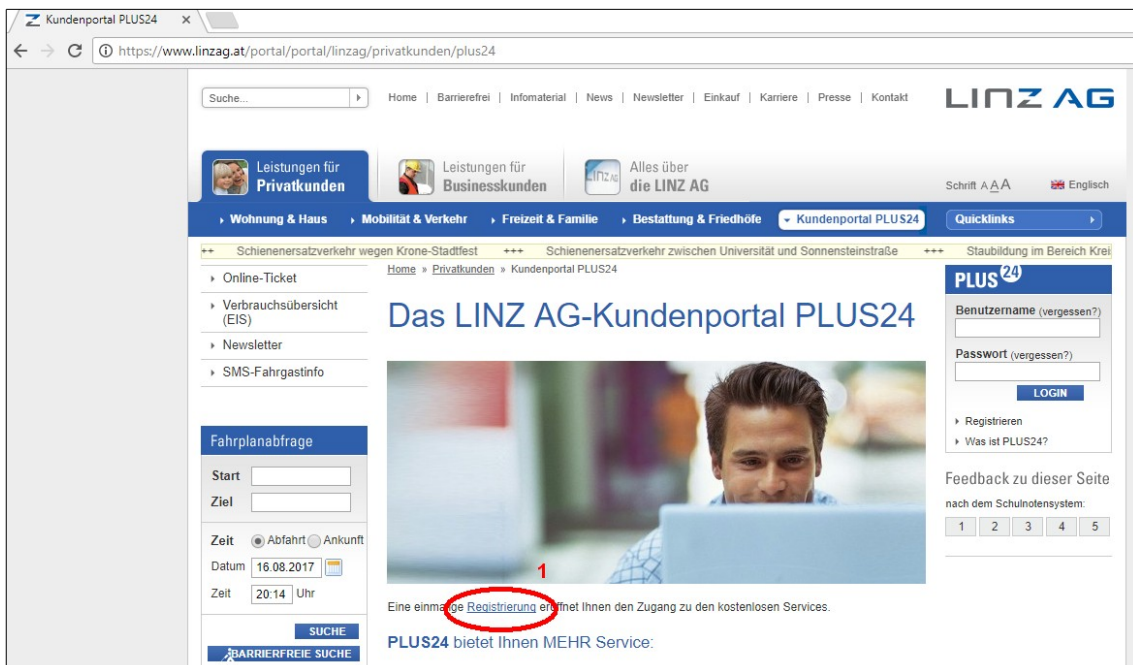 Kundenportal PLUS24
https://www.linzag.at/portal/portal/linzag/privatkunden/plus24
Suche...
Home | Barrierefrei | Infomaterial | News | Newsletter | Einkauf | Karriere | Presse | Kontakt
LINZ AG
Leistungen für
Privatkunden
Leistungen für
Businesskunden
LINZ AG
Alles über
die LINZ AG
Schrift A A A
Englisch
Wohnung & Haus
Mobilität & Verkehr
Freizeit & Familie
Bestattung & Friedhöfe
Kundenportal PLUS24
Quicklinks
++ Schienenersatzverkehr wegen Krone-Stadtfest +++ Schienenersatzverkehr zwischen Universität und Sonnensteinstraße +++ Staubildung im Bereich Krei
Online-Ticket
Verbrauchsübersicht
(EIS)
Newsletter
SMS-Fahrgastinfo
Fahrplanabfrage
Start
Ziel
Zeit Abfahrt Ankunft
Datum 16.08.2017
Zeit 20:14 Uhr
SUCHE
BARRIERFREIE SUCHE
Home » Privatkunden » Kundenportal PLUS24
Das LINZ AG-Kundenportal PLUS24
1
Eine einmalige Registrierung eröffnet Ihnen den Zugang zu den kostenlosen Services.
PLUS24 bietet Ihnen MEHR Service:
PLUS 24
Benutzername (vergessen?)
Passwort (vergessen?)
LOGIN
Registrieren
Was ist PLUS24?
Feedback zu dieser Seite
nach dem Schulnotensystem:
1 2 3 4 5